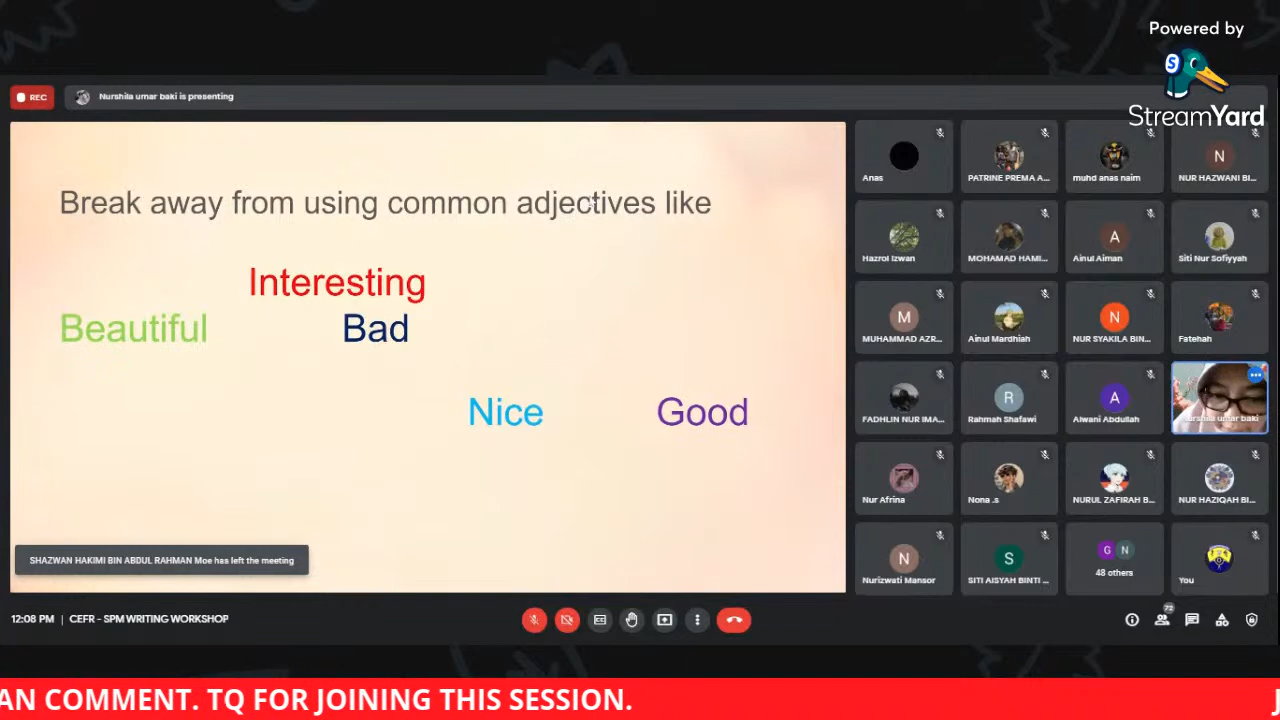 Powered by
S
StreamYard
REC
Nurshila umar baki is presenting
Break away from using common adjectives like
Interesting
Beautiful
Bad
Nice
Good
SHAZWAN HAKIMI BIN ABDUL RAHMAN Moe has left the meeting
Anas
PATRINE PREMA A...
muhd anas naim
N
NUR HAZWANI BI...
Hazrol Izwan
MOHAMAD HAMI...
A
Ainul Aiman
Siti Nur Sofiyyah
M
MUHAMMAD AZR...
Ainul Mardhiah
N
NUR SYAKILA BIN...
Fatehah
FADHLIN NUR IMA...
R
Rahmah Shafawi
A
Alwani Abdullah
Nurshila umar baki
Nur Afrina
Nona .s
NURUL ZAFIRAH B...
NUR HAZIQAH BI...
N
Nurizwati Mansor
S
SITI AISYAH BINTI ...
G N
48 others
You
12:08 PM | CEFR - SPM WRITING WORKSHOP
72
AN COMMENT. TQ FOR JOINING THIS SESSION.